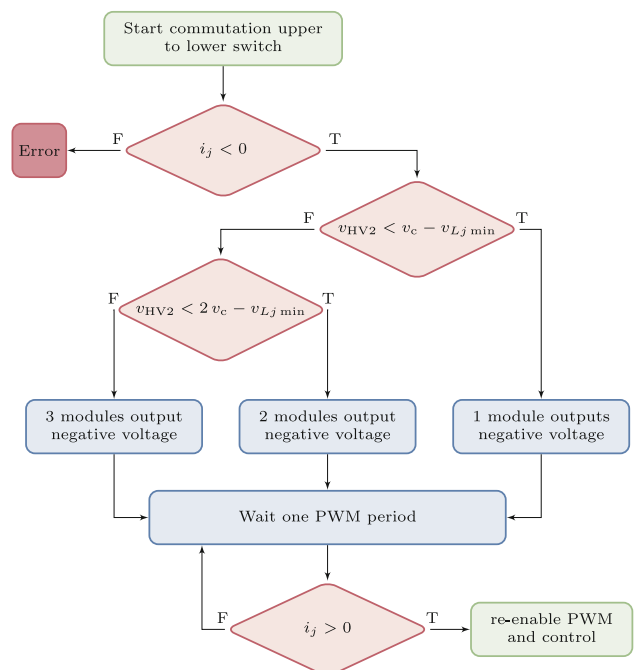 Start commutation upper
to lower switch
F
T
Error
i_j < 0
F
T
v_HV2 < v_c − v_Lj min
F
T
v_HV2 < 2 v_c − v_Lj min
3 modules output
negative voltage
2 modules output
negative voltage
1 module outputs
negative voltage
Wait one PWM period
F
T
i_j > 0
re-enable PWM
and control